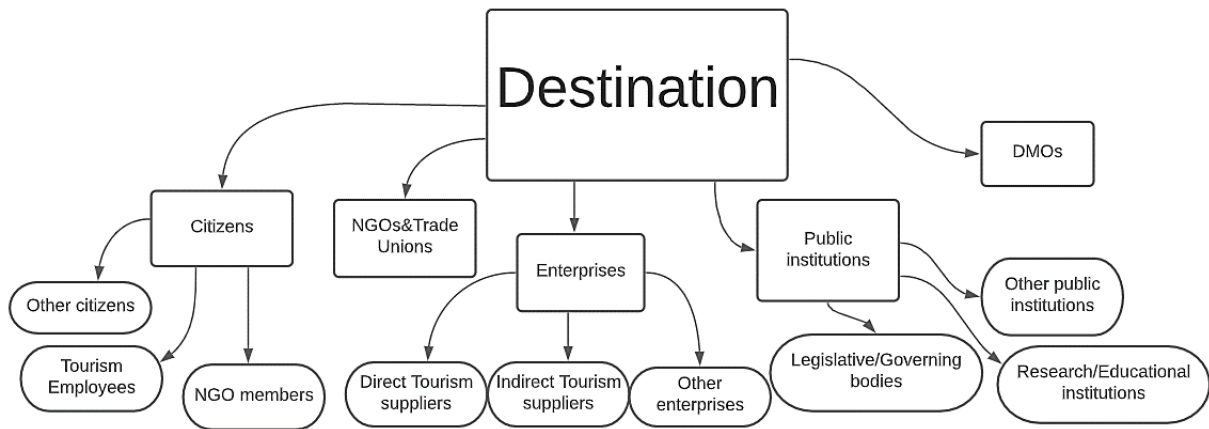 Destination
DMOs
Citizens
NGOs&Trade
Unions
Enterprises
Public
institutions
Other citizens
Tourism
Employees
NGO members
Direct Tourism
suppliers
Indirect Tourism
suppliers
Other
enterprises
Legislative/Governing
bodies
Other public
institutions
Research/Educational
institutions